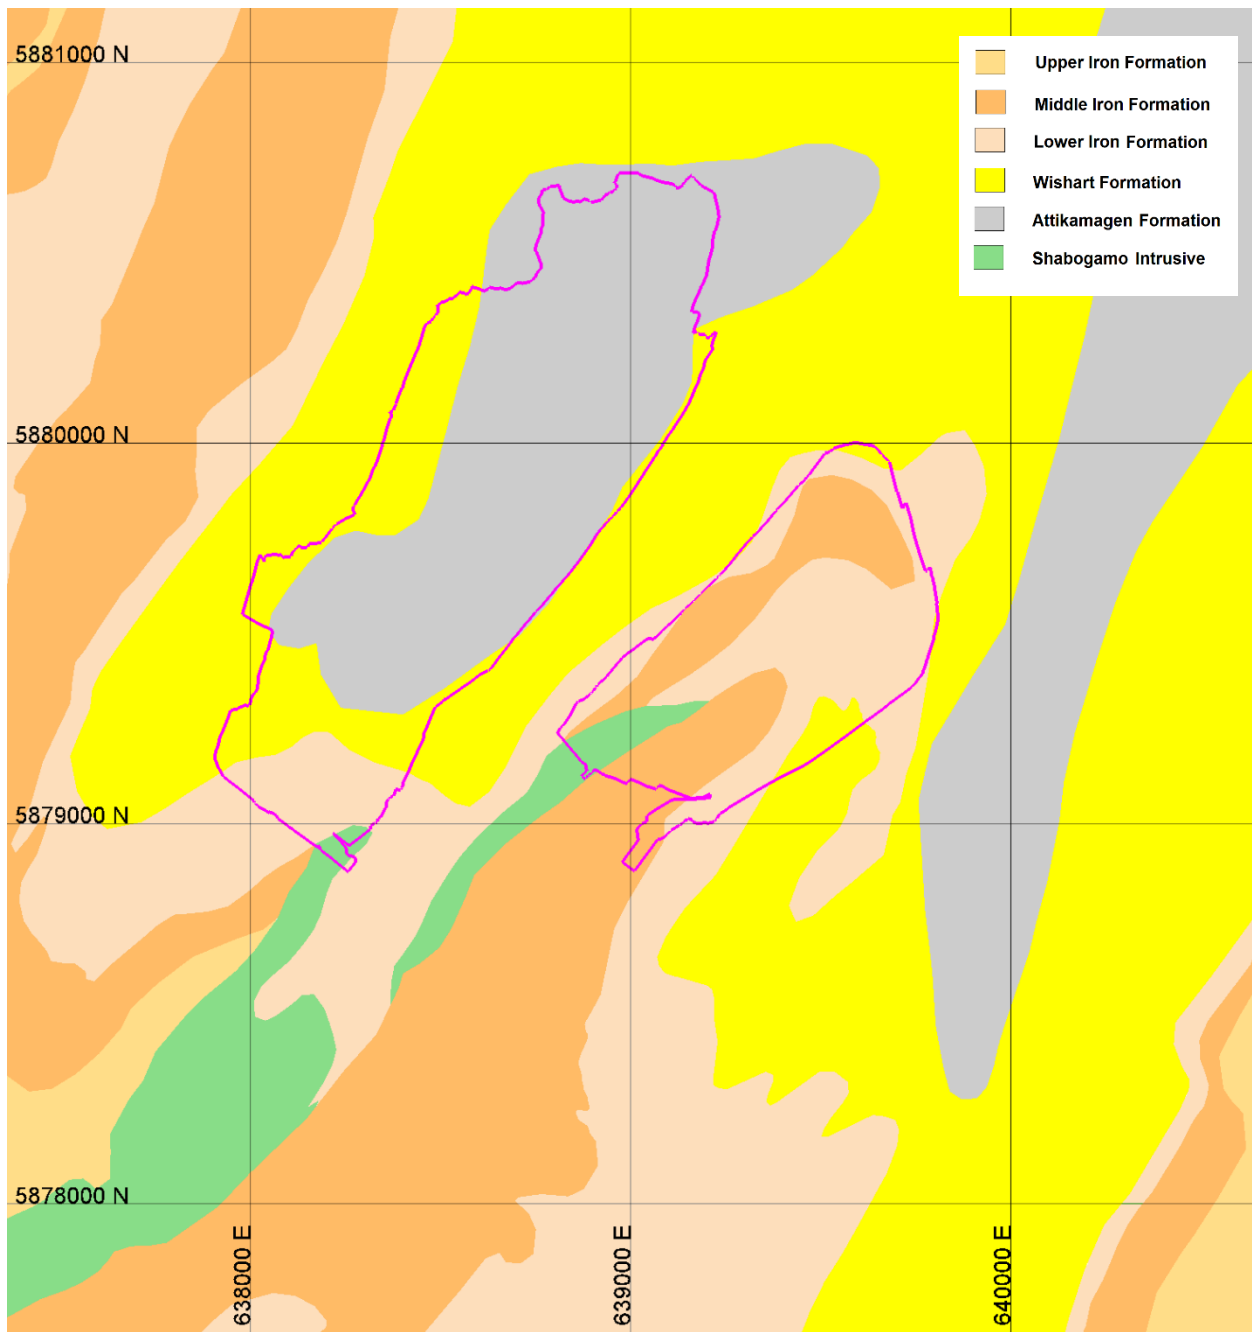 5881000 N
Upper Iron Formation
Middle Iron Formation
Lower Iron Formation
Wishart Formation
Attikamagen Formation
Shabogamo Intrusive
5880000 N
5879000 N
5878000 N
638000 E
639000 E
640000 E